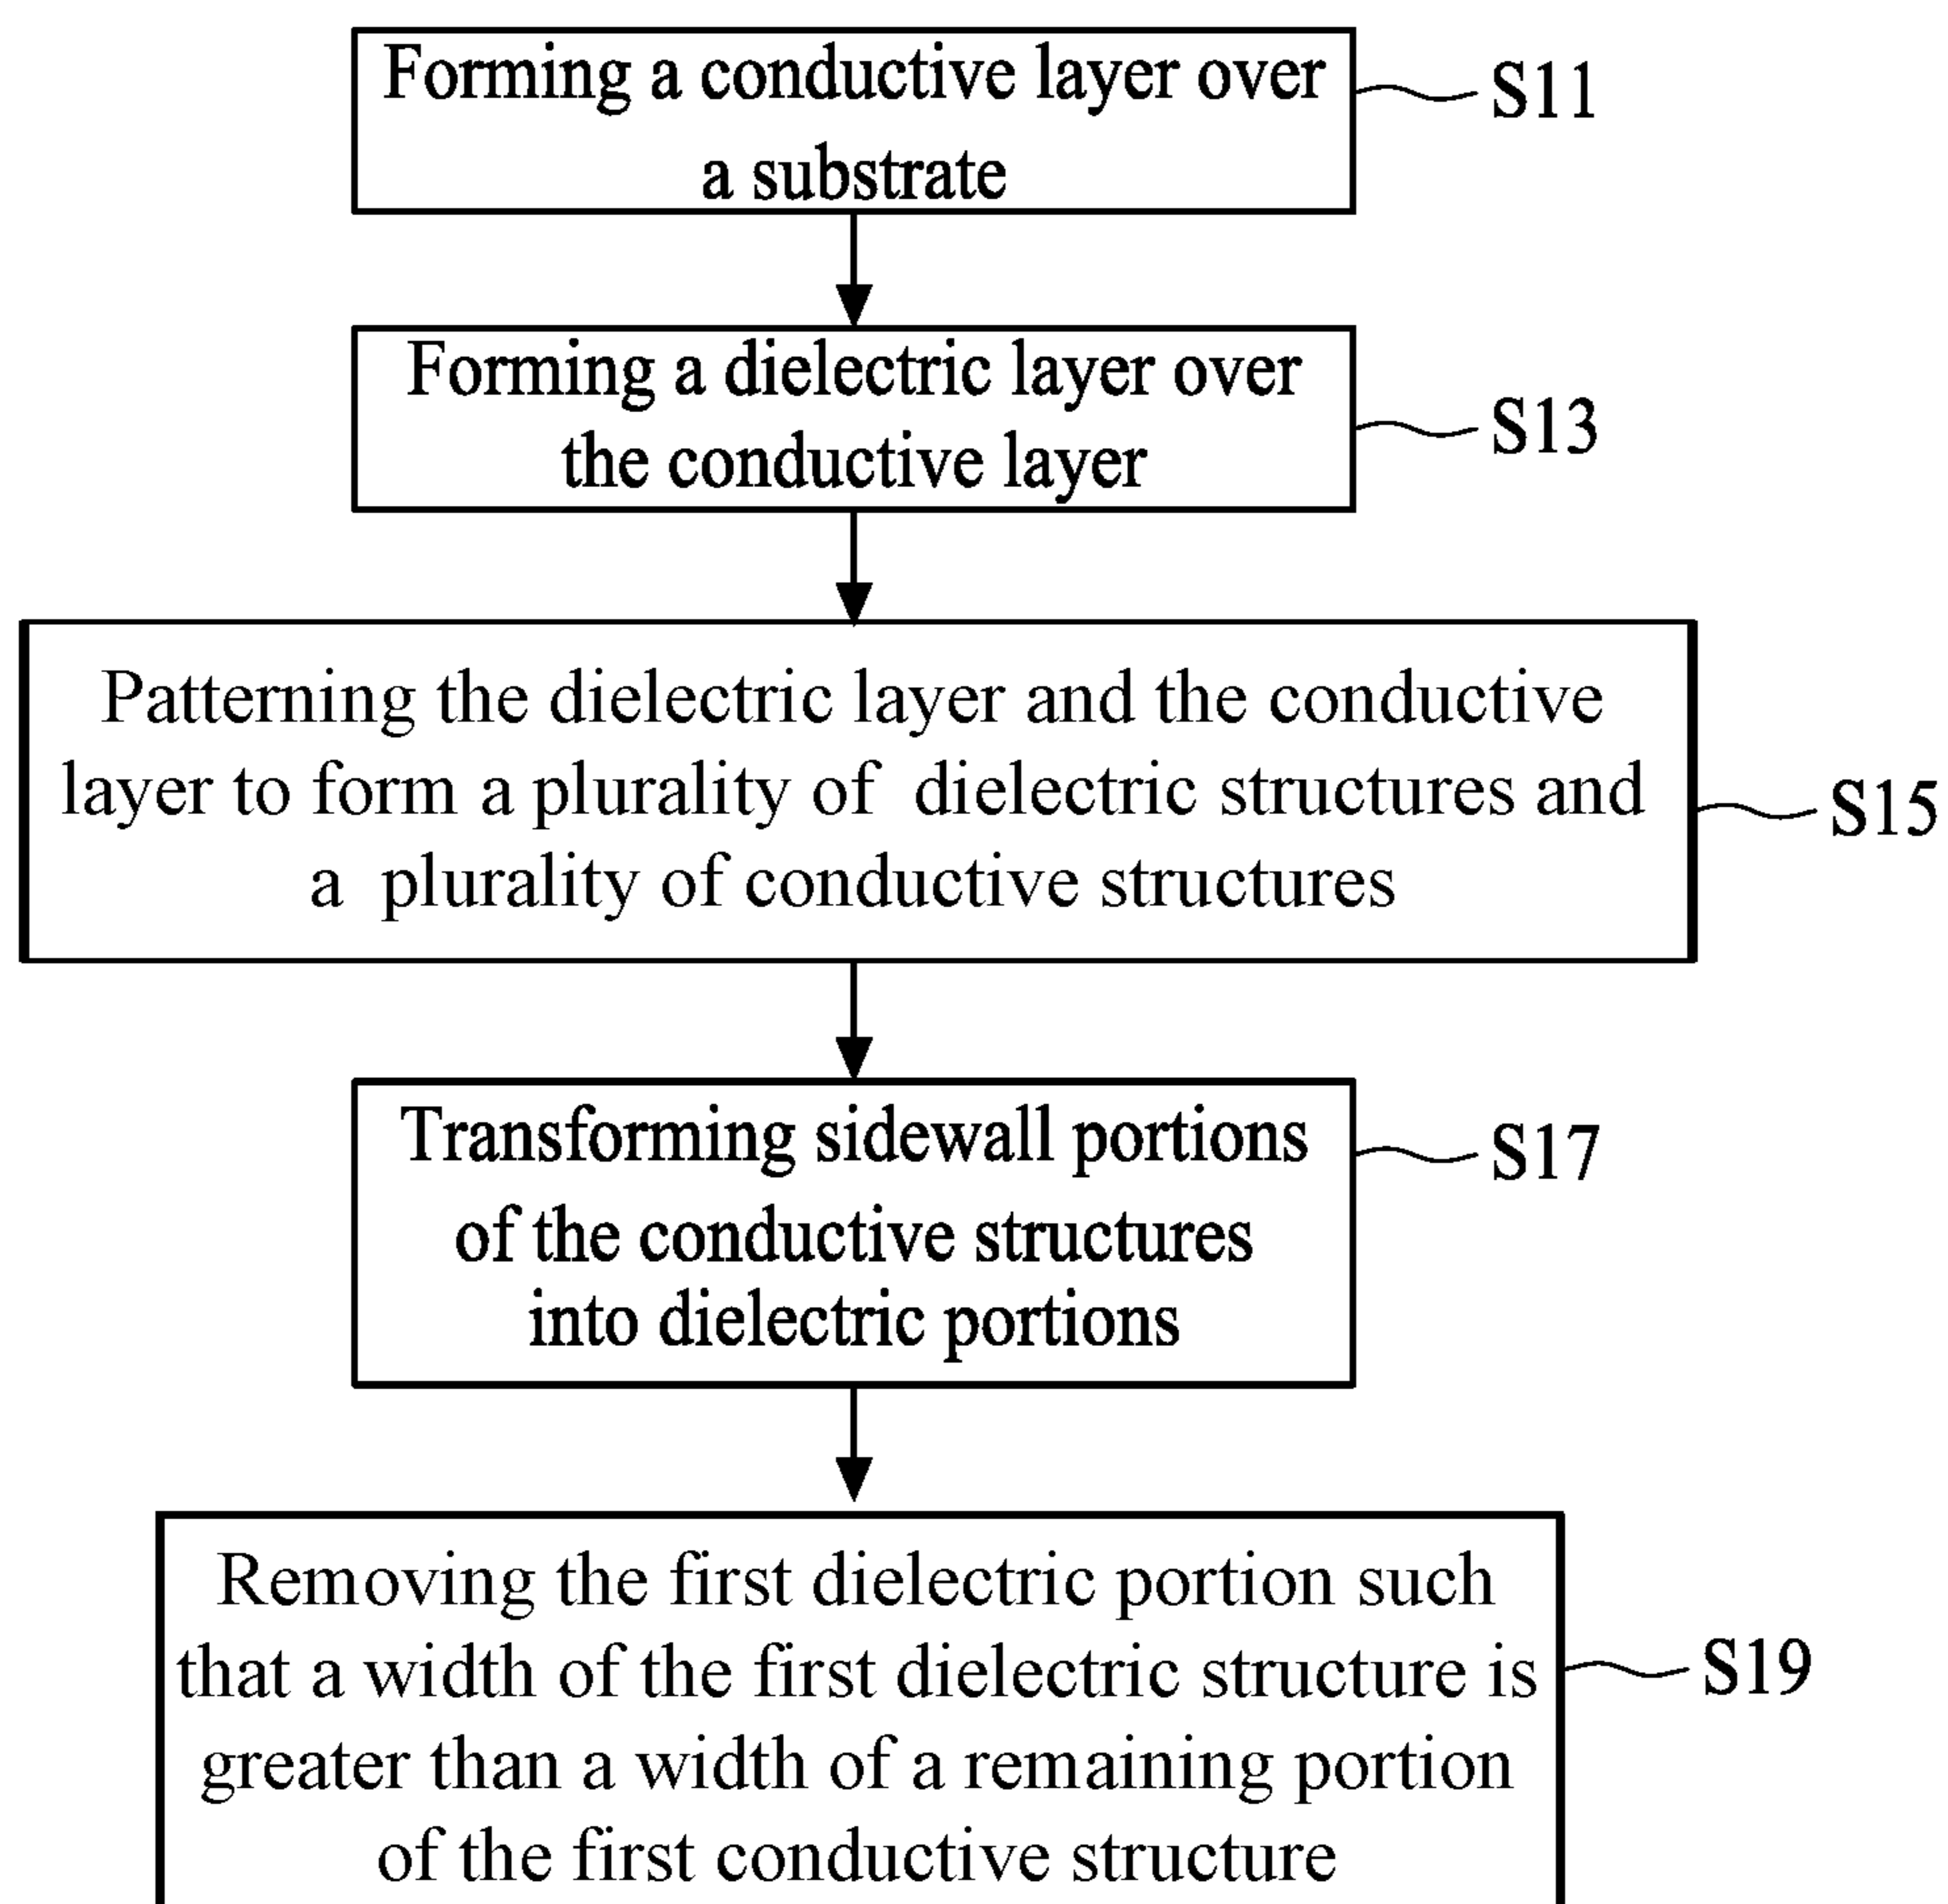 Forming a conductive layer over
a substrate
S11
Forming a dielectric layer over
the conductive layer
S13
Patterning the dielectric layer and the conductive
layer to form a plurality of dielectric structures and
a plurality of conductive structures
S15
Transforming sidewall portions
of the conductive structures
into dielectric portions
S17
Removing the first dielectric portion such
that a width of the first dielectric structure is
greater than a width of a remaining portion
of the first conductive structure
S19